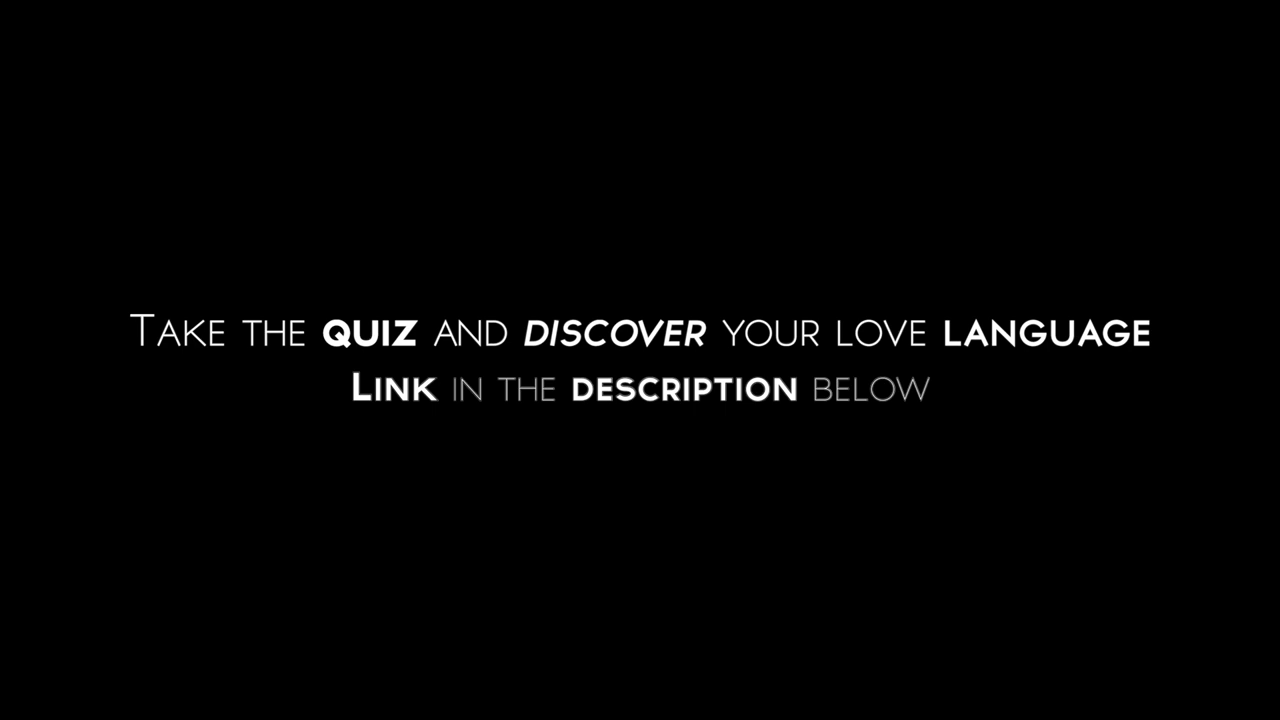 Take the quiz and discover your love language
Link in the description below